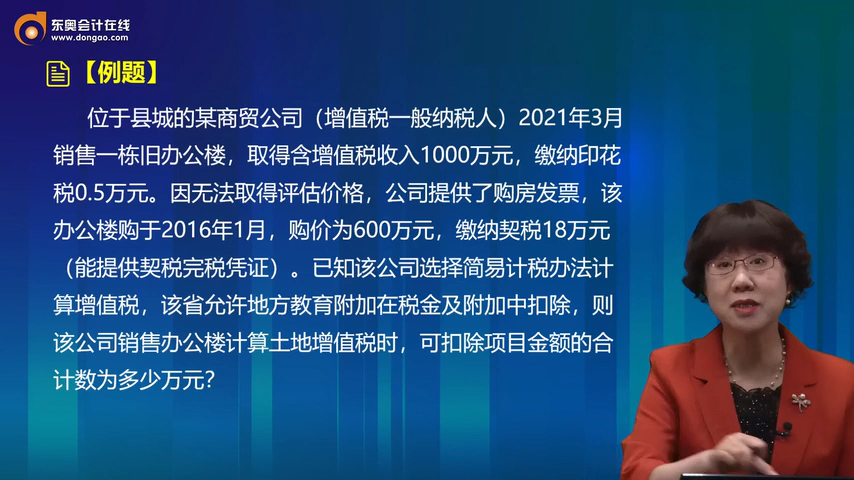 东奥会计在线
www.dongao.com
【例题】
位于县城的某商贸公司（增值税一般纳税人）2021年3月
销售一栋旧办公楼，取得含增值税收入1000万元，缴纳印花
税0.5万元。因无法取得评估价格，公司提供了购房发票，该
办公楼购于2016年1月，购价为600万元，缴纳契税18万元
（能提供契税完税凭证）。已知该公司选择简易计税办法计
算增值税，该省允许地方教育附加在税金及附加中扣除，则
该公司销售办公楼计算土地增值税时，可扣除项目金额的合
计数为多少万元？